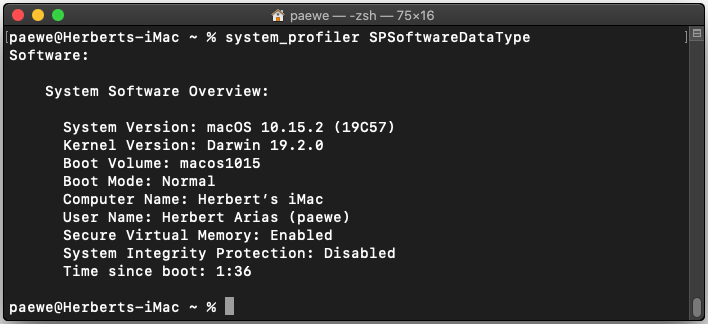 paewe — -zsh — 75×16
[paewe@Herberts-iMac ~ % system_profiler SPSoftwareDataType ]
Software:
System Software Overview:
System Version: macOS 10.15.2 (19C57)
Kernel Version: Darwin 19.2.0
Boot Volume: macos1015
Boot Mode: Normal
Computer Name: Herbert’s iMac
User Name: Herbert Arias (paewe)
Secure Virtual Memory: Enabled
System Integrity Protection: Disabled
Time since boot: 1:36
paewe@Herberts-iMac ~ %